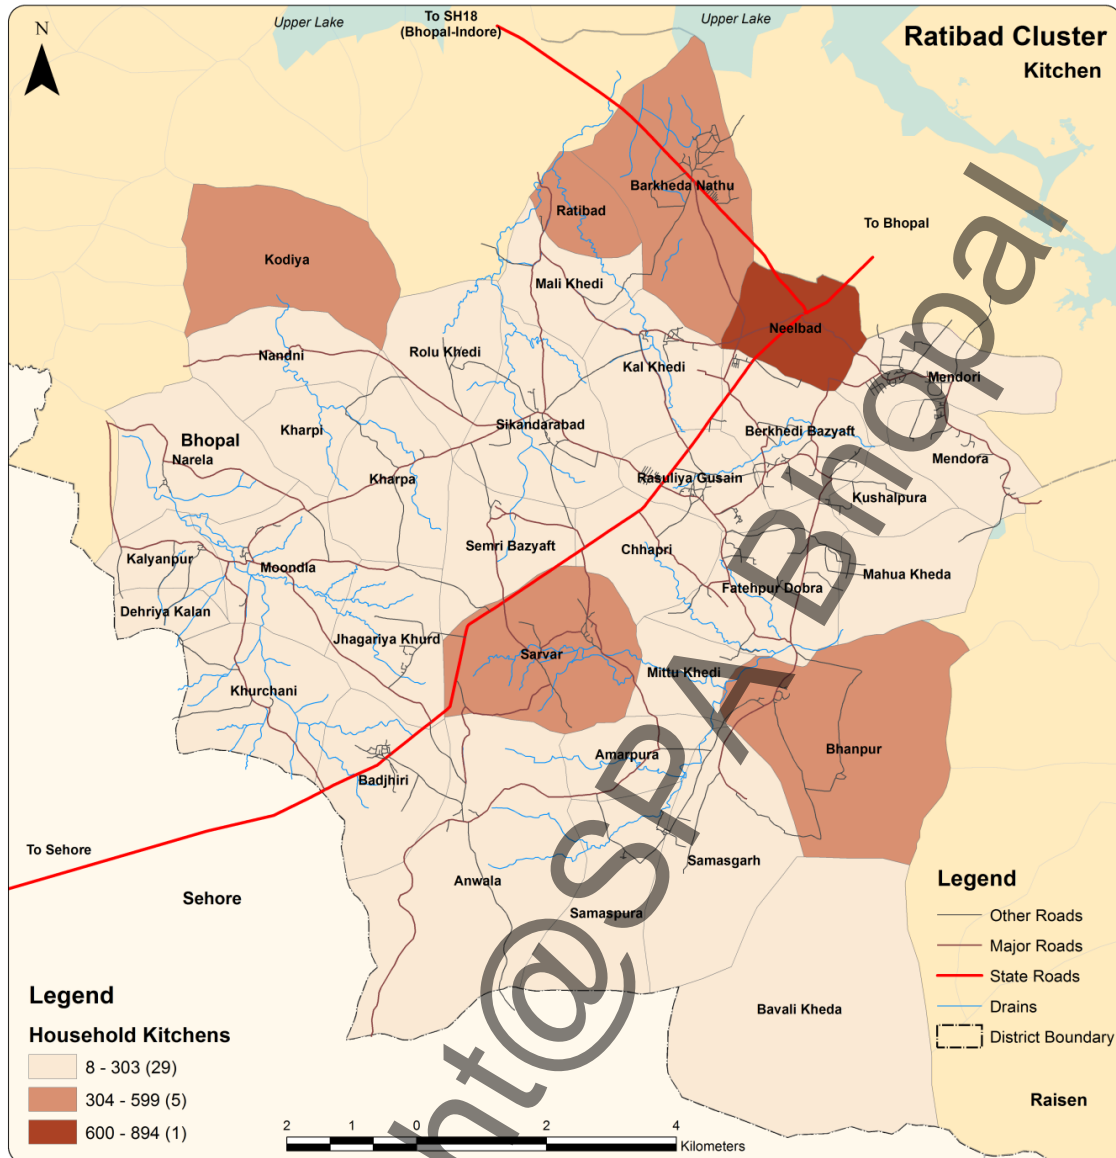 Upper Lake
To SH18
(Bhopal-Indore)
Upper Lake
Ratibad Cluster
Kitchen
N
Barkheda Nathu
Ratibad
To Bhopal
Kodiya
Mali Khedi
Neelbad
Nandni
Rolu Khedi
Kal Khedi
Mendori
Sikandarabad
Kharpi
Bhopal
Narela
Berkhedi Bazyaft
Mendora
Kharpa
Rasuliya Gusain
Kushalpura
Semri Bazyaft
Chhapri
Kalyanpur
Moondla
Mahua Kheda
Fatehpur Dobra
Dehriya Kalan
Jhagariya Khurd
Sarvar
Mittu Khedi
Khurchani
Bhanpur
Amarpura
Badjhiri
To Sehore
Samasgarh
Anwala
Sehore
Samaspura
Bavali Kheda
Raisen
Legend
Other Roads
Major Roads
State Roads
Drains
District Boundary
Legend
Household Kitchens
8 - 303 (29)
304 - 599 (5)
600 - 894 (1)
2 1 0 2 4
Kilometers
nt@SPA Bhopal